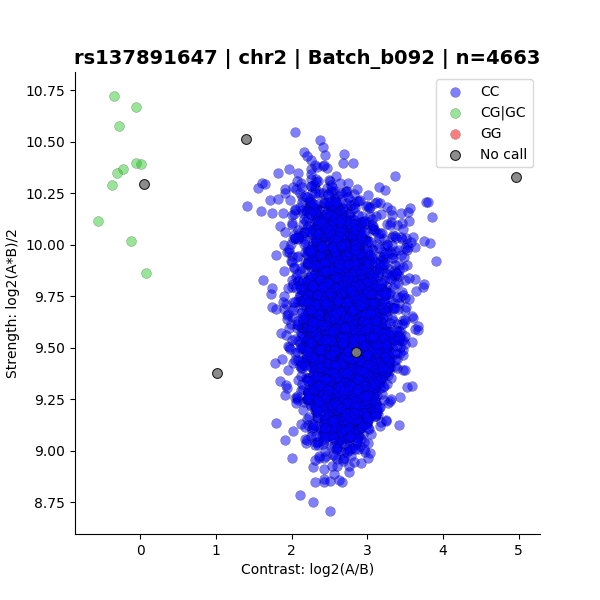 rs137891647 | chr2 | Batch_b092 | n=4663
CC
CG|GC
GG
No call
10.75
10.50
10.25
10.00
9.75
9.50
9.25
9.00
8.75
Strength: log2(A*B)/2
0 1 2 3 4 5
Contrast: log2(A/B)